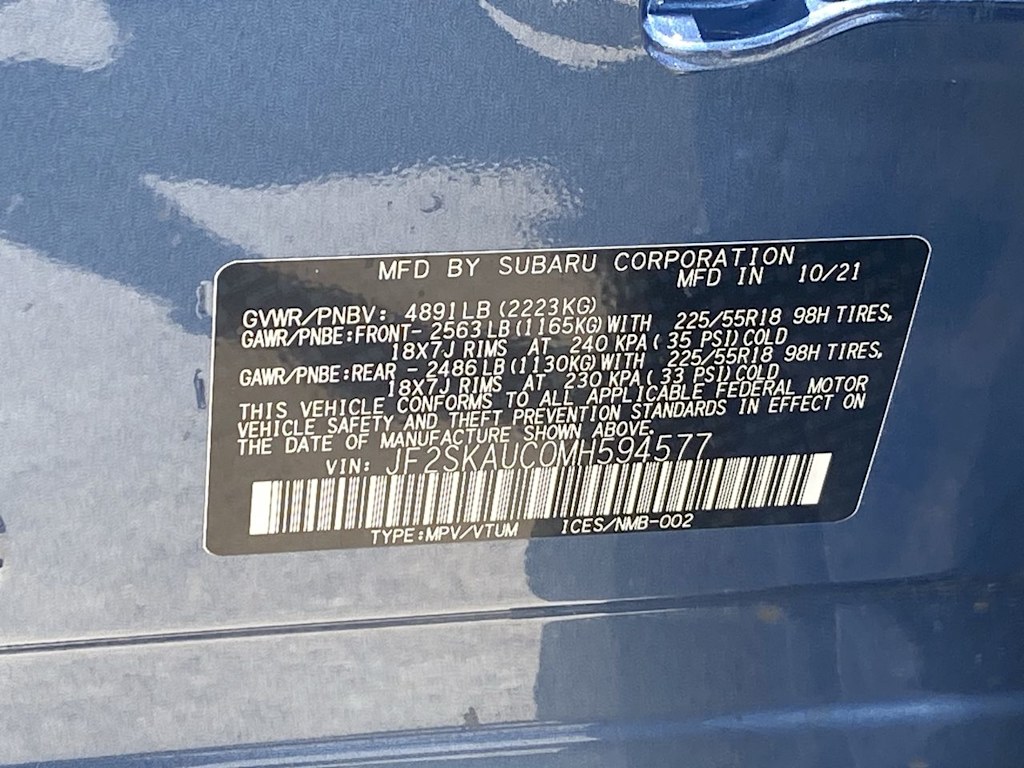 MFD BY SUBARU CORPORATION
MFD IN 10/21
GVWR/PNBV: 4891LB (2223KG)
GAWR/PNBE:FRONT- 2563LB (1165KG) WITH 225/55R18 98H TIRES,
18X7J RIMS AT 240 KPA ( 35 PSI) COLD
GAWR/PNBE:REAR - 2486LB (1130KG) WITH 225/55R18 98H TIRES,
18X7J RIMS AT 230 KPA ( 33 PSI) COLD
THIS VEHICLE CONFORMS TO ALL APPLICABLE FEDERAL MOTOR
VEHICLE SAFETY AND THEFT PREVENTION STANDARDS IN EFFECT ON
THE DATE OF MANUFACTURE SHOWN ABOVE.
VIN: JF2SKAUC0MH594577
TYPE:MPV/VTUM ICES/NMB-002